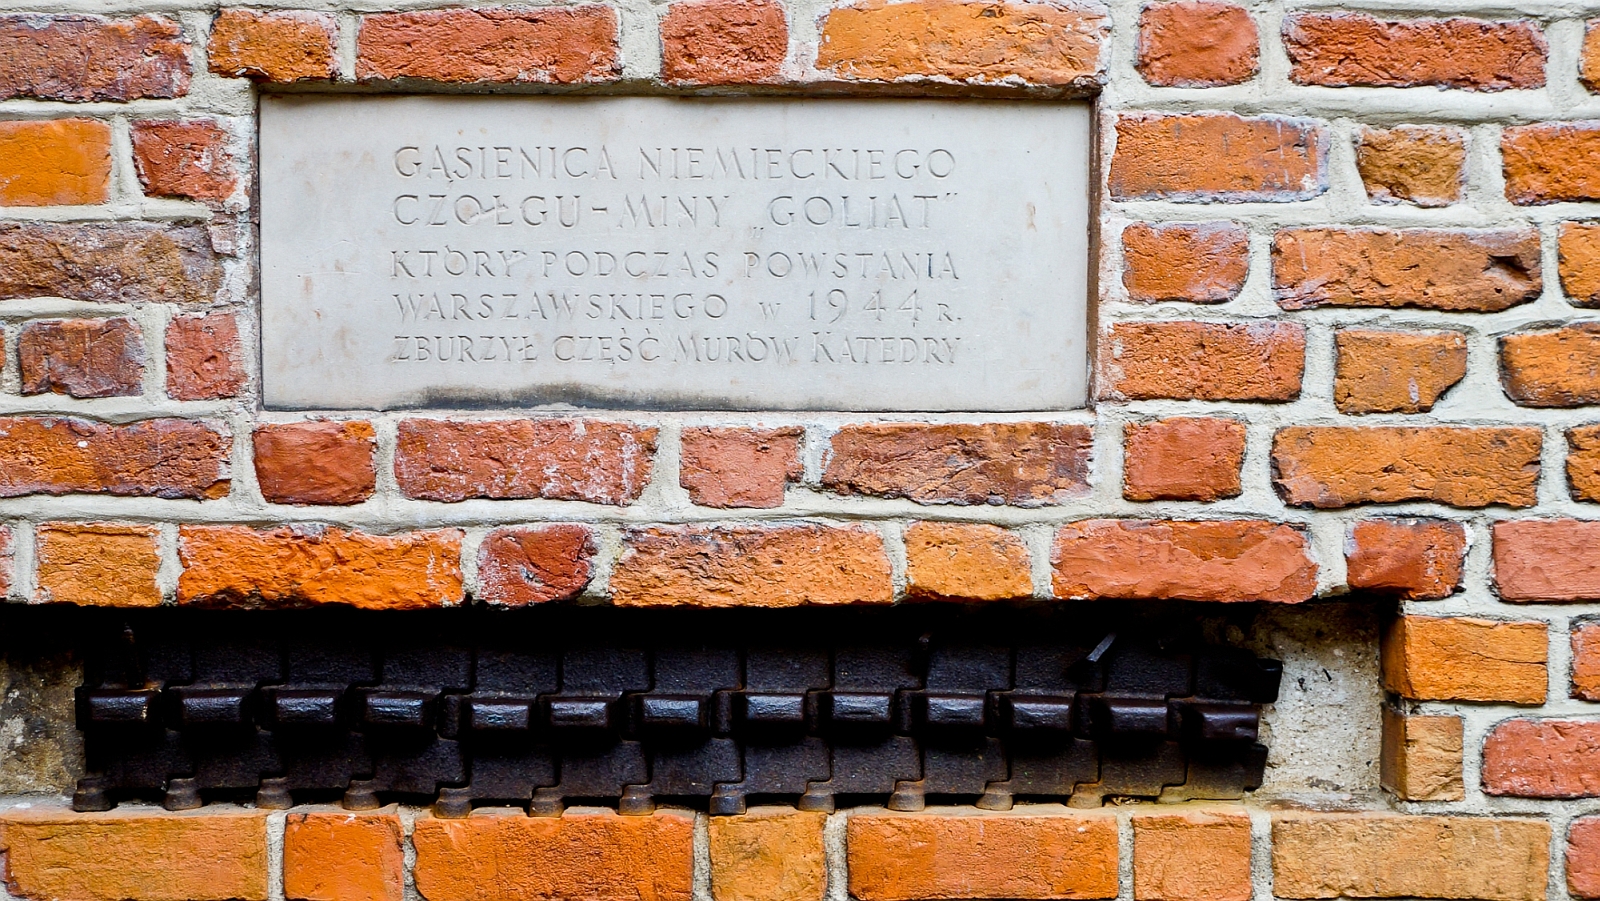 GĄSIENICA NIEMIECKIEGO
CZOŁGU-MINY „GOLIAT"
KTÓRY PODCZAS POWSTANIA
WARSZAWSKIEGO W 1944 R.
ZBURZYŁ CZĘŚĆ MURÓW KATEDRY